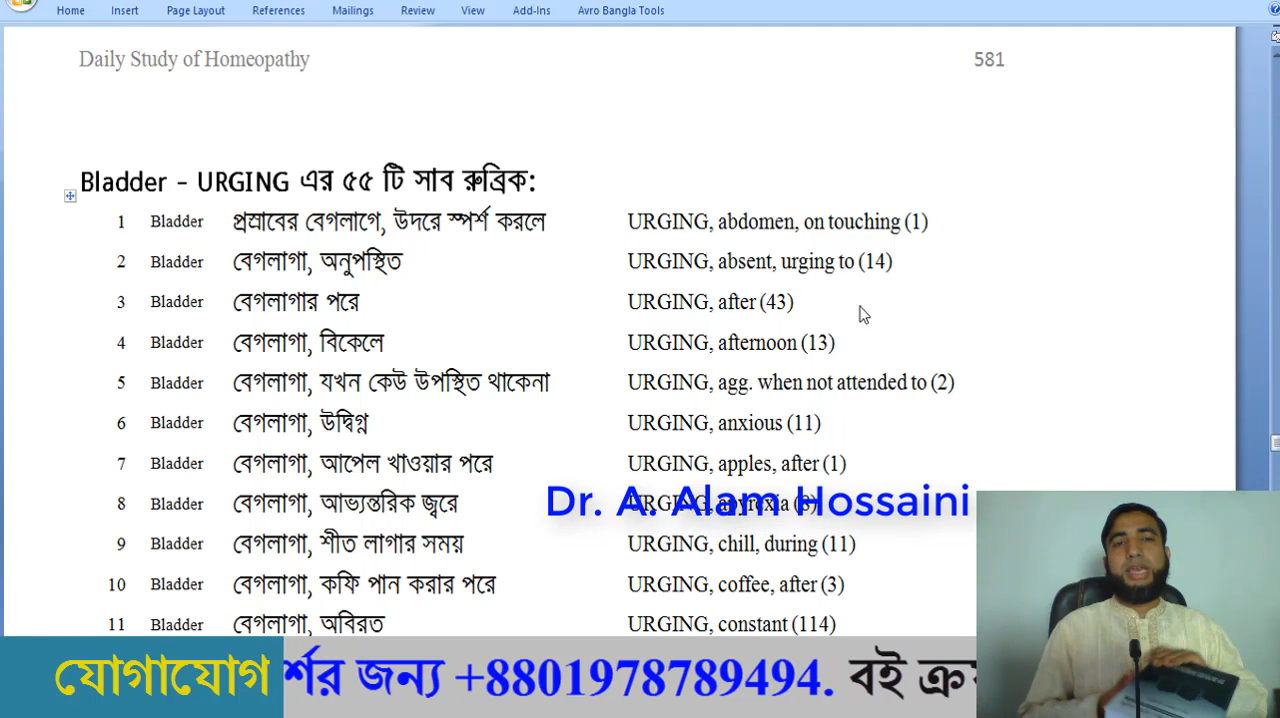 Home Insert Page Layout References Mailings Review View Add-Ins Avro Bangla Tools
Daily Study of Homeopathy 581
Bladder - URGING এর ৫৫ টি সাব রুব্রিক:
1 Bladder প্রস্রাবের বেগলাগে, উদরে স্পর্শ করলে URGING, abdomen, on touching (1)
2 Bladder বেগলাগা, অনুপস্থিত URGING, absent, urging to (14)
3 Bladder বেগলাগার পরে URGING, after (43)
4 Bladder বেগলাগা, বিকেলে URGING, afternoon (13)
5 Bladder বেগলাগা, যখন কেউ উপস্থিত থাকেনা URGING, agg. when not attended to (2)
6 Bladder বেগলাগা, উদ্বিগ্ন URGING, anxious (11)
7 Bladder বেগলাগা, আপেল খাওয়ার পরে URGING, apples, after (1)
8 Bladder বেগলাগা, আভ্যন্তরিক জ্বরে URGING, apyrexia
Dr. A. Alam Hossaini
9 Bladder বেগলাগা, শীত লাগার সময় URGING, chill, during (11)
10 Bladder বেগলাগা, কফি পান করার পরে URGING, coffee, after (3)
11 Bladder বেগলাগা, অবিরত URGING, constant (114)
যোগাযোগ র্শর জন্য +8801978789494. বই ক্রয়